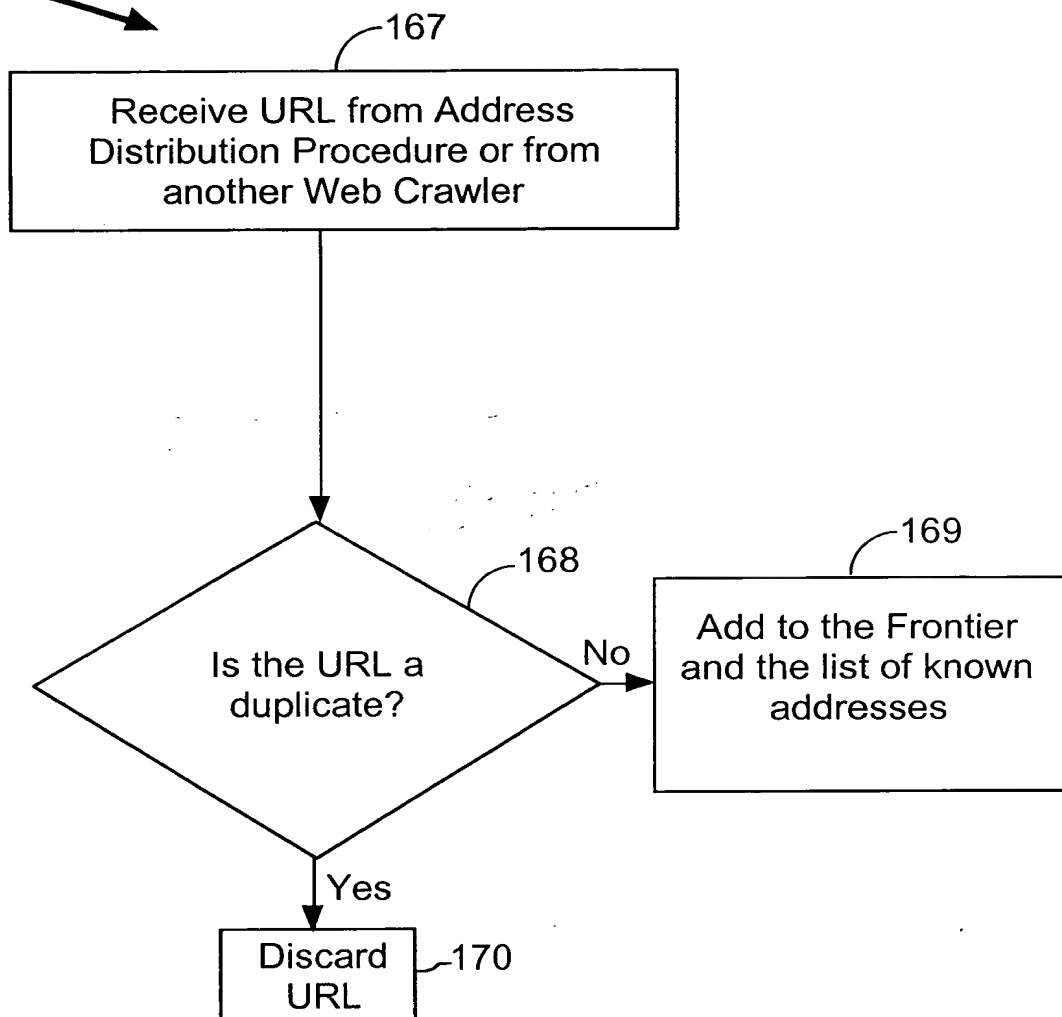 167
Receive URL from Address
Distribution Procedure or from
another Web Crawler
168
Is the URL a
duplicate?
No
169
Add to the Frontier
and the list of known
addresses
Yes
Discard
URL
170